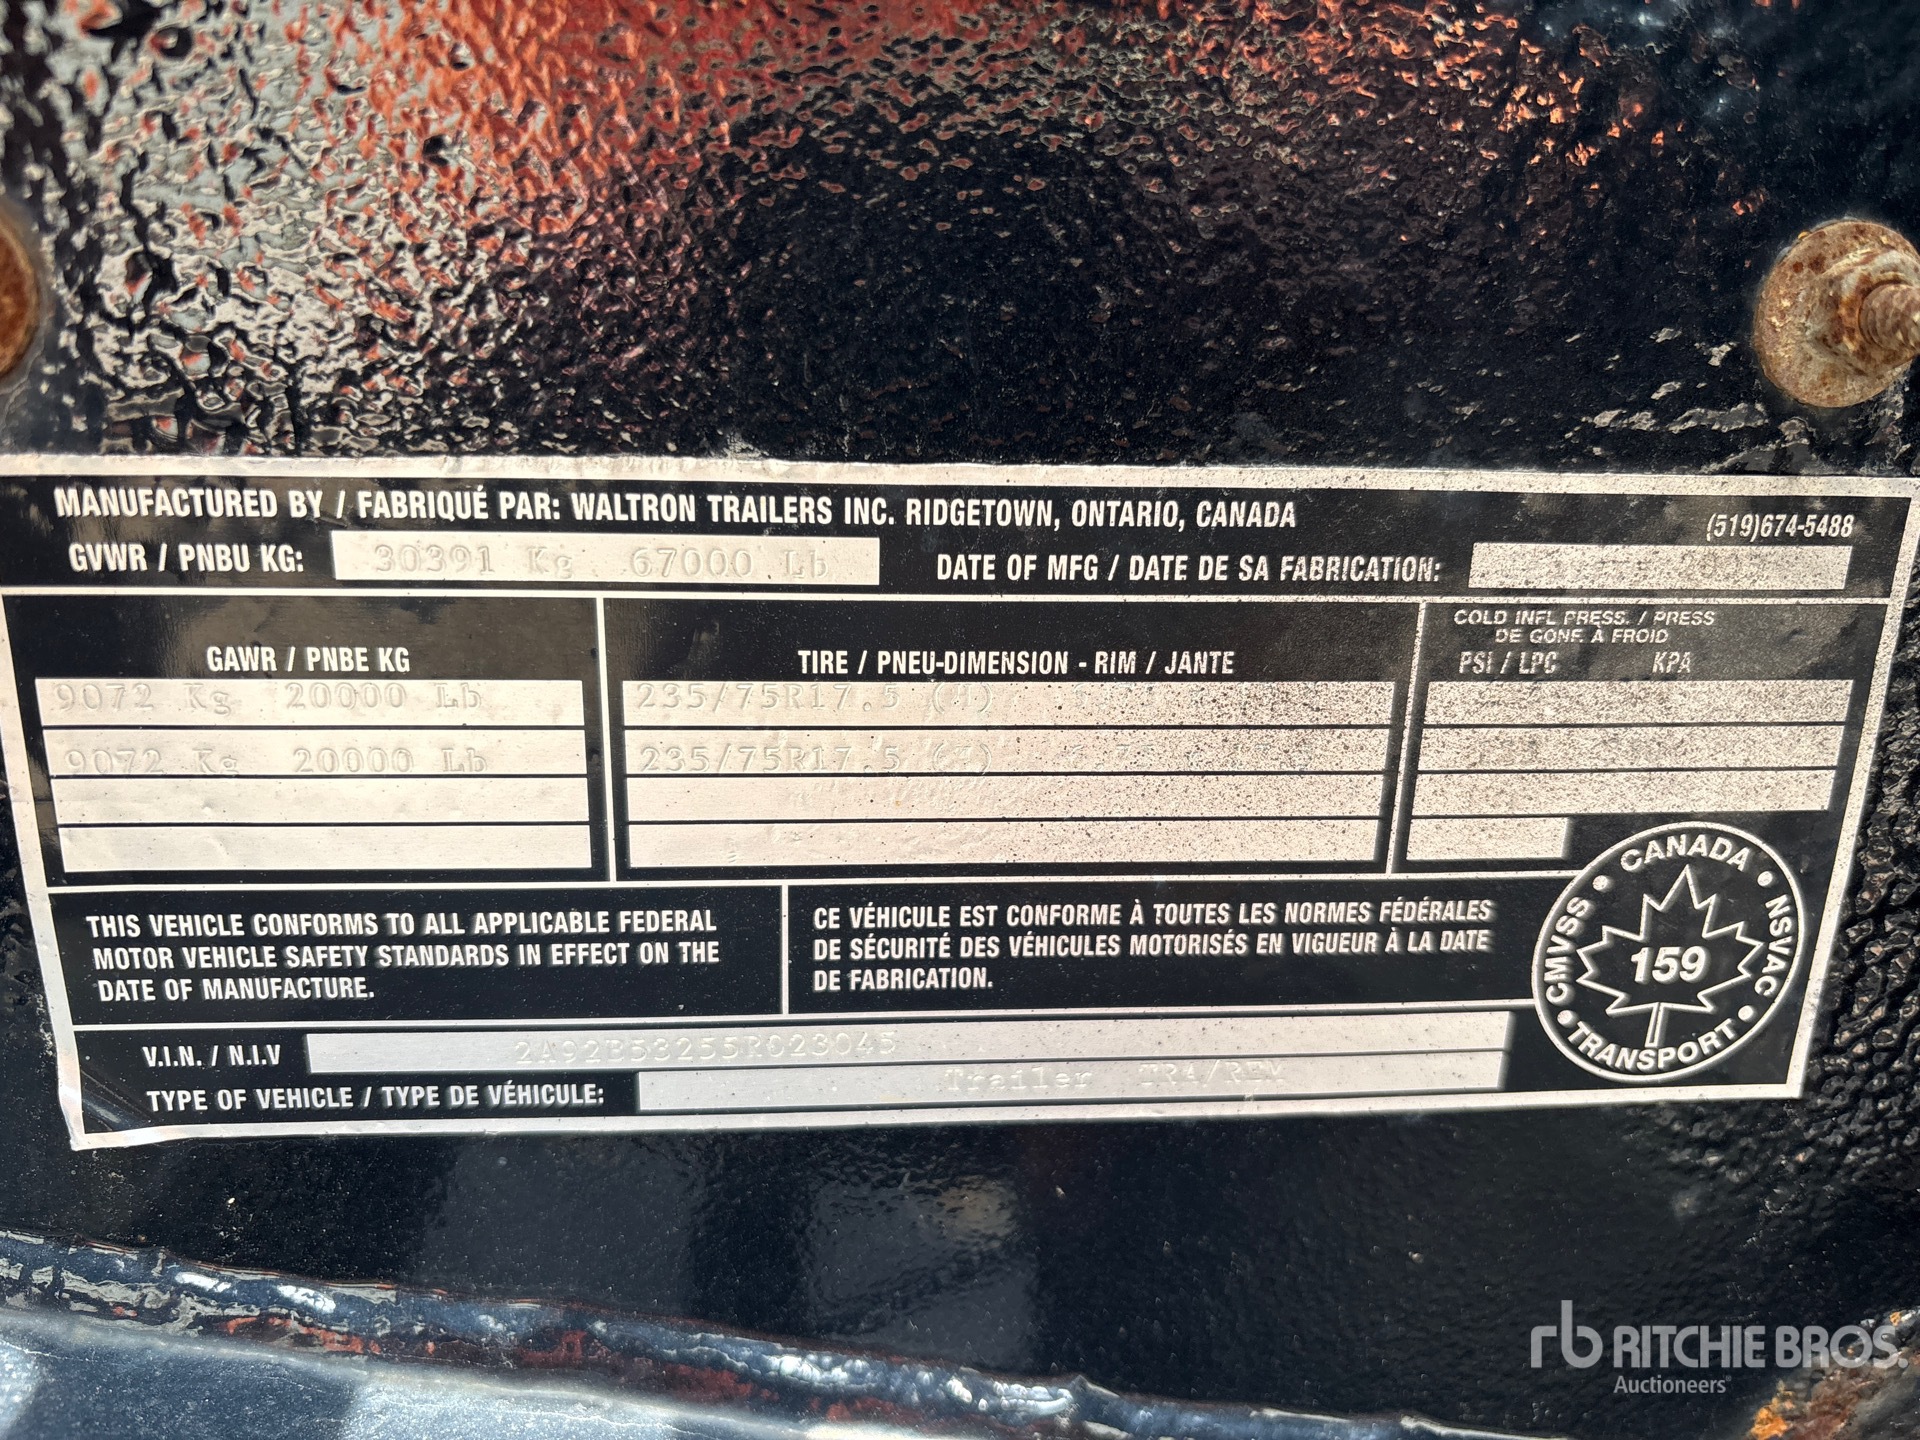 MANUFACTURED BY / FABRIQUÉ PAR: WALTRON TRAILERS INC. RIDGETOWN, ONTARIO, CANADA (519)674-5488
GVWR / PNBU KG: 30391 Kg 67000 Lb DATE OF MFG / DATE DE SA FABRICATION:
GAWR / PNBE KG
9072 Kg 20000 Lb
9072 Kg 20000 Lb
TIRE / PNEU-DIMENSION - RIM / JANTE
235/75R17.5 (H)
235/75R17.5 (H)
COLD INFL PRESS. / PRESS
DE GONF. À FROID
PSI / LPC KPA
THIS VEHICLE CONFORMS TO ALL APPLICABLE FEDERAL
MOTOR VEHICLE SAFETY STANDARDS IN EFFECT ON THE
DATE OF MANUFACTURE.
CE VÉHICULE EST CONFORME À TOUTES LES NORMES FÉDÉRALES
DE SÉCURITÉ DES VÉHICULES MOTORISÉS EN VIGUEUR À LA DATE
DE FABRICATION.
CANADA
CMVSS
159
NSVAC
TRANSPORT
V.I.N. / N.I.V 2A92B53255R023045
TYPE OF VEHICLE / TYPE DE VÉHICULE: Trailer TRA/REM
rb RITCHIE BROS.
Auctioneers